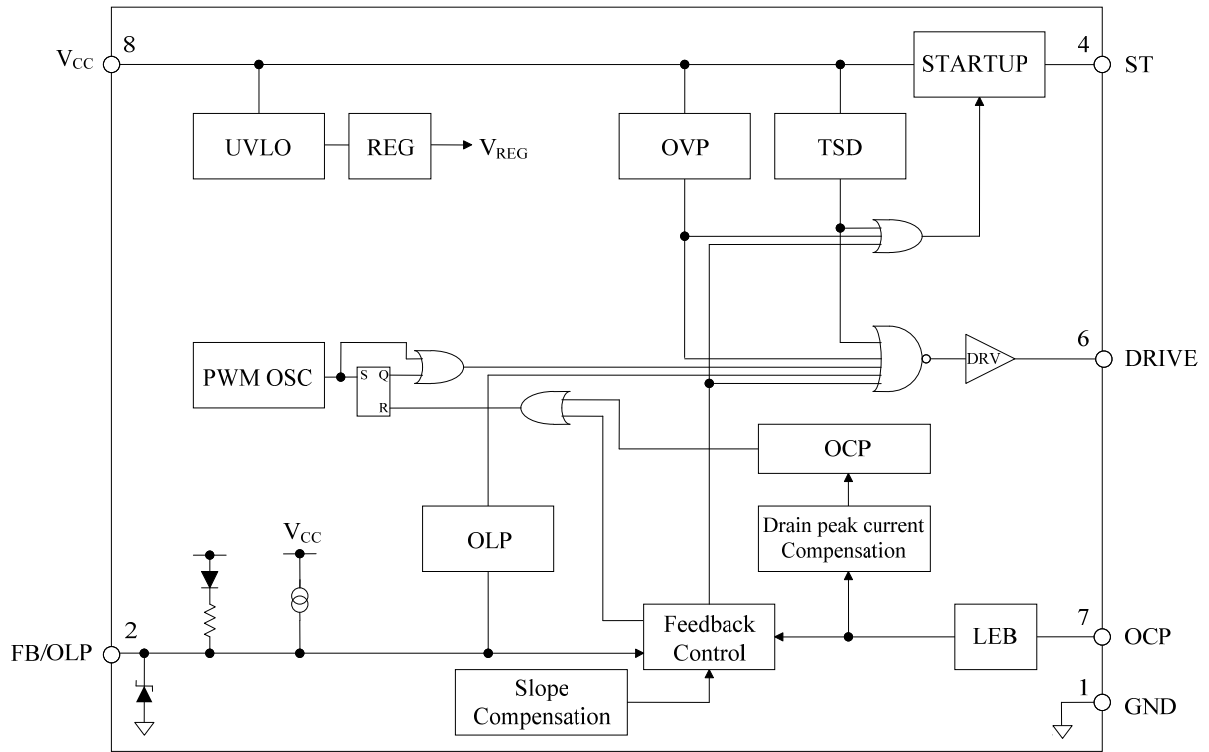 8
4
VCC
STARTUP
ST
UVLO
REG
VREG
OVP
TSD
6
PWM OSC
S Q
R
DRV
DRIVE
OCP
VCC
OLP
Drain peak current
Compensation
2
7
FB/OLP
Feedback
Control
LEB
OCP
Slope
Compensation
1
GND